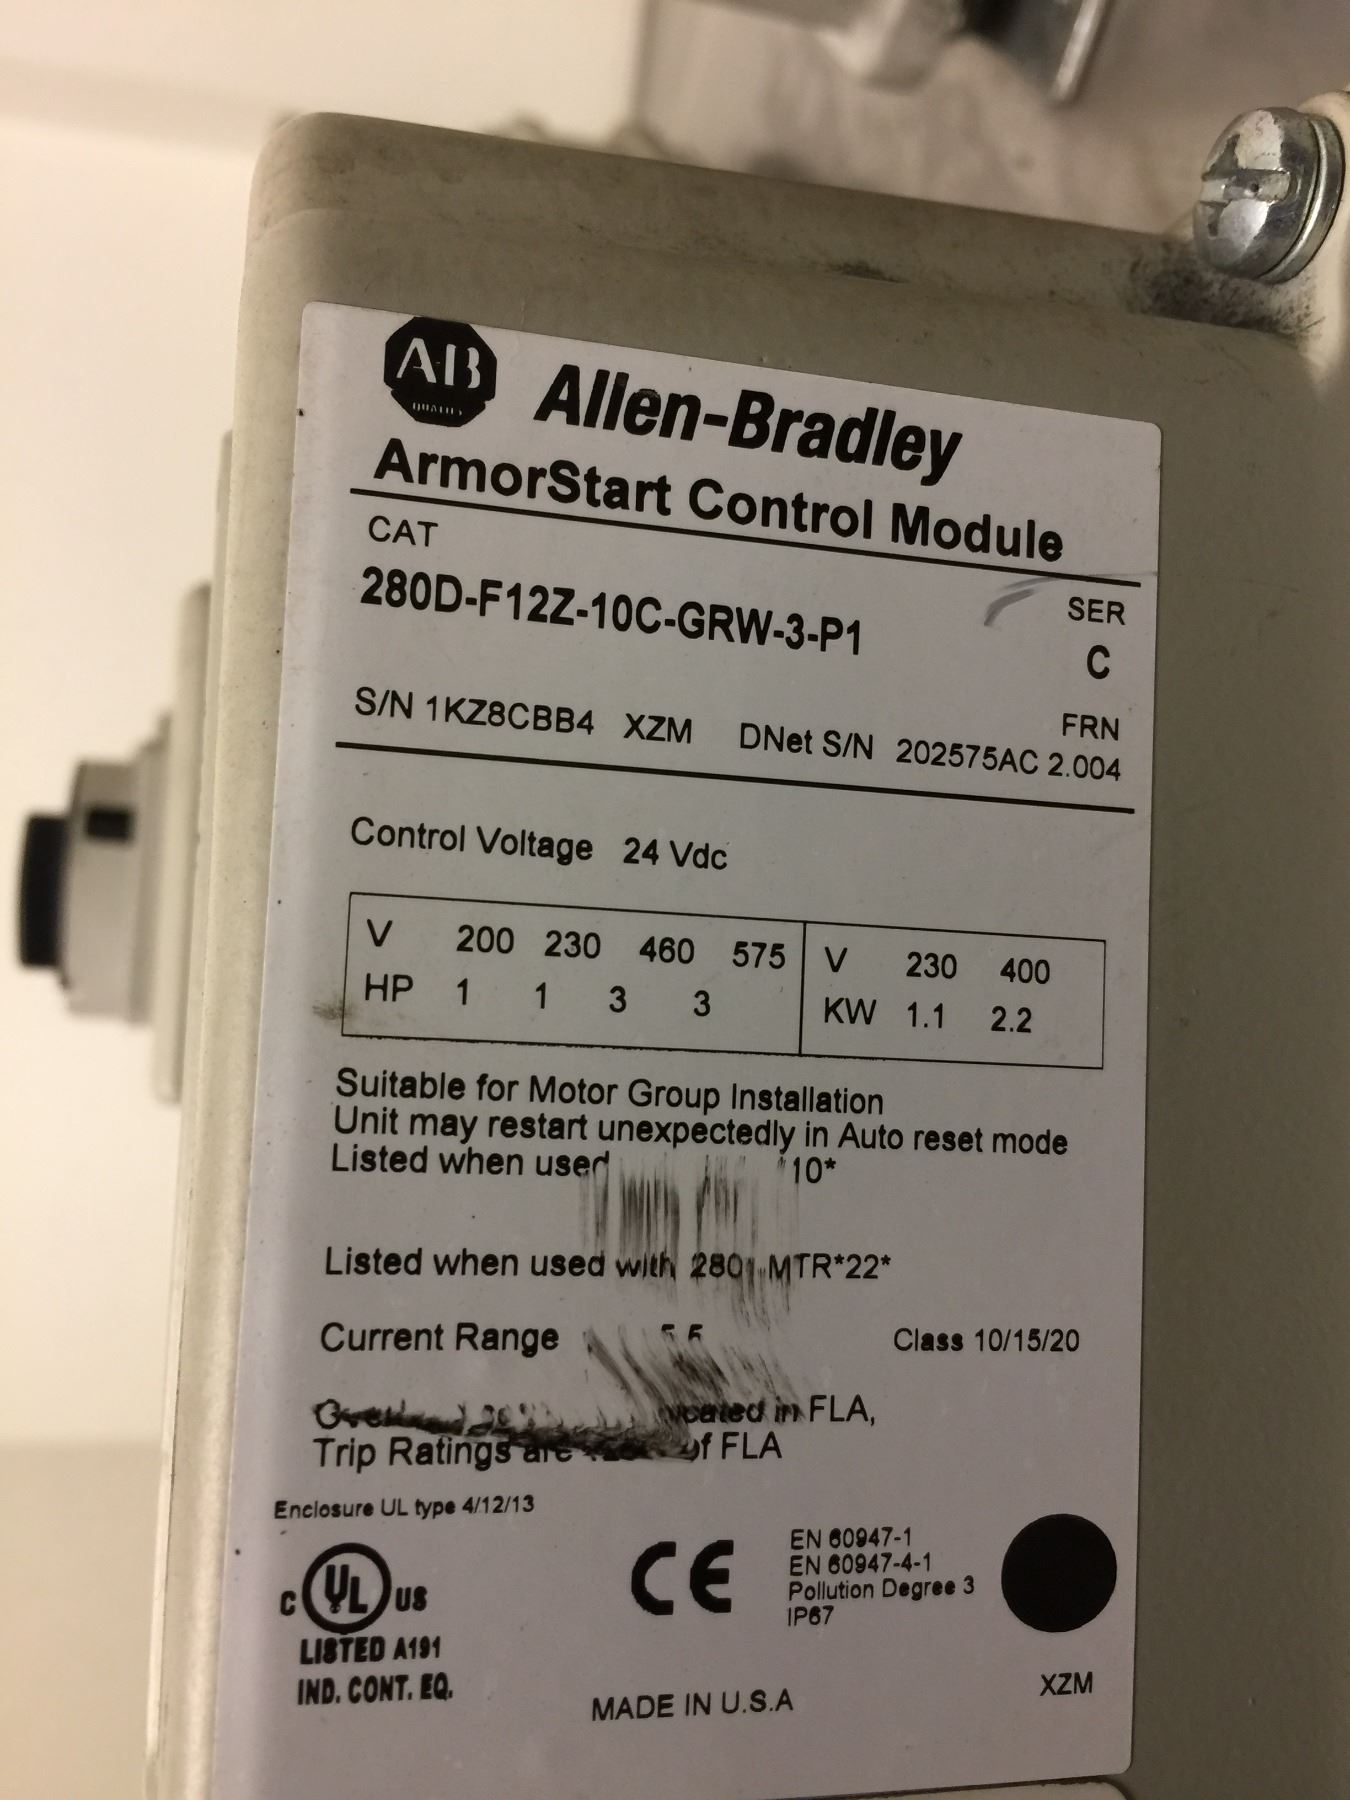 AB
QUALITY
Allen-Bradley
ArmorStart Control Module
CAT
280D-F12Z-10C-GRW-3-P1
SER
C
S/N 1KZ8CBB4 XZM DNet S/N 202575AC
FRN
2.004
Control Voltage 24 Vdc
V 200 230 460 575
HP 1 1 3 3
V 230 400
KW 1.1 2.2
Suitable for Motor Group Installation
Unit may restart unexpectedly in Auto reset mode
Listed when used 10*
Listed when used with MTR*22*
Current Range Class 10/15/20
in FLA,
Trip Ratings are of FLA
Enclosure UL type 4/12/13
C UL US
LISTED A191
IND. CONT. EQ.
CE
EN 60947-1
EN 60947-4-1
Pollution Degree 3
IP67
MADE IN U.S.A
XZM